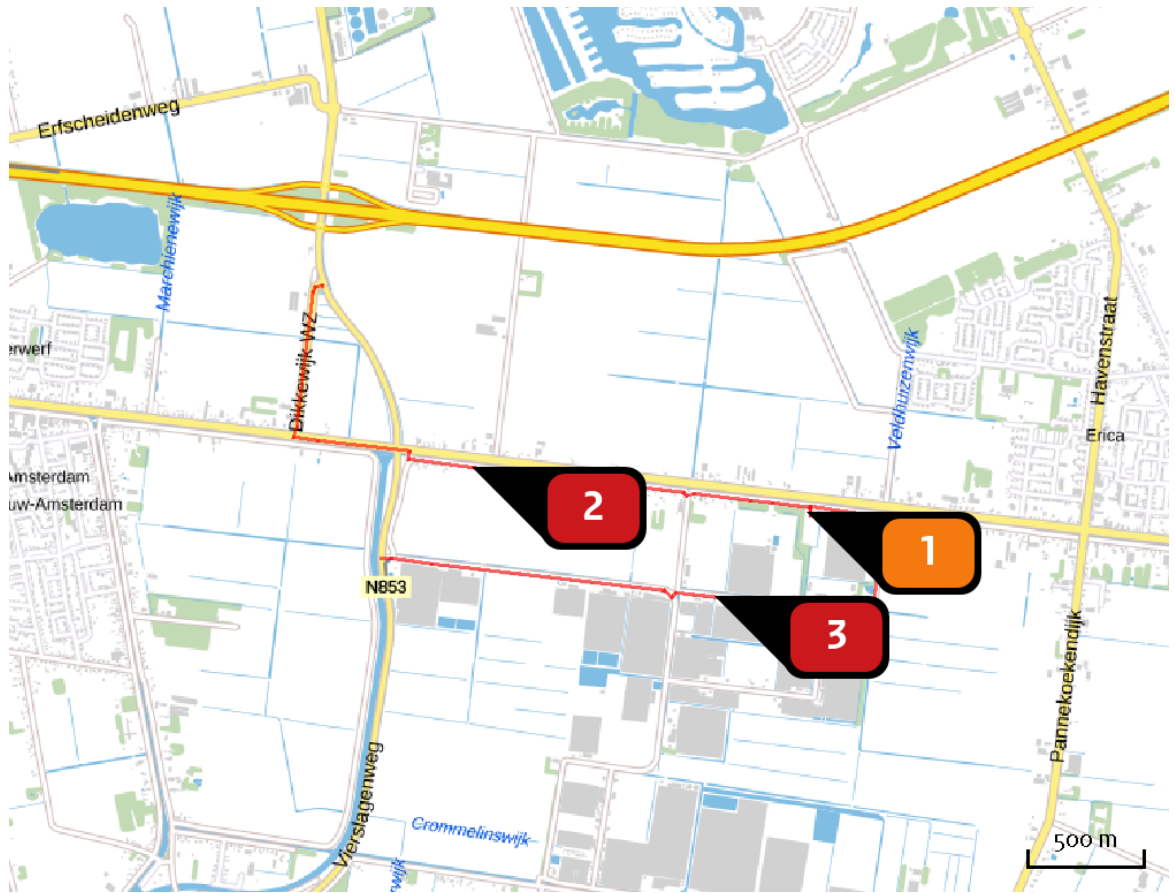 Erfscheidenweg
Marchienewijk
Dikkewijk WZ
erwerf
Havenstraat
Veldhuizenwijk
Erica
Amsterdam
uw-Amsterdam
2
1
N853
3
Pannekoekendijk
Vierslagenweg
Crommelinswijk
500 m
rwijk